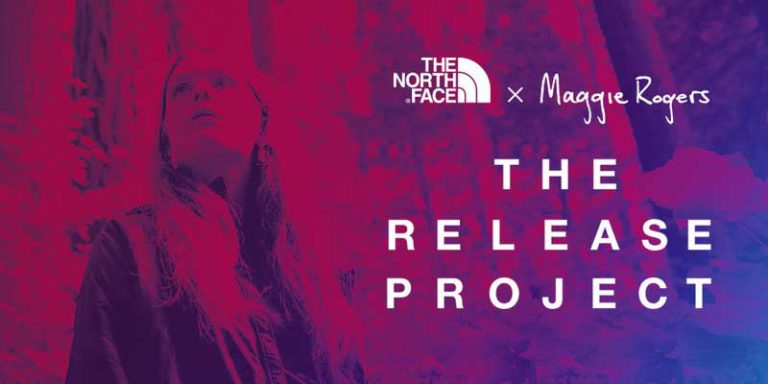 THE
NORTH
FACE × Maggie Rogers
THE
RELEASE
PROJECT